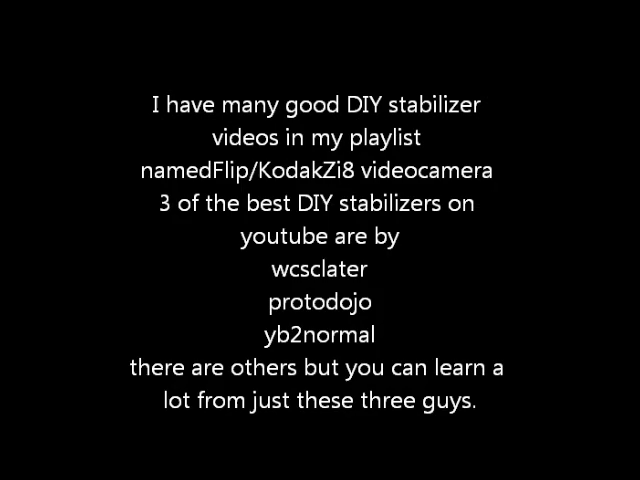 I have many good DIY stabilizer
videos in my playlist
namedFlip/KodakZi8 videocamera
3 of the best DIY stabilizers on
youtube are by
wcsclater
protodojo
yb2normal
there are others but you can learn a
lot from just these three guys.